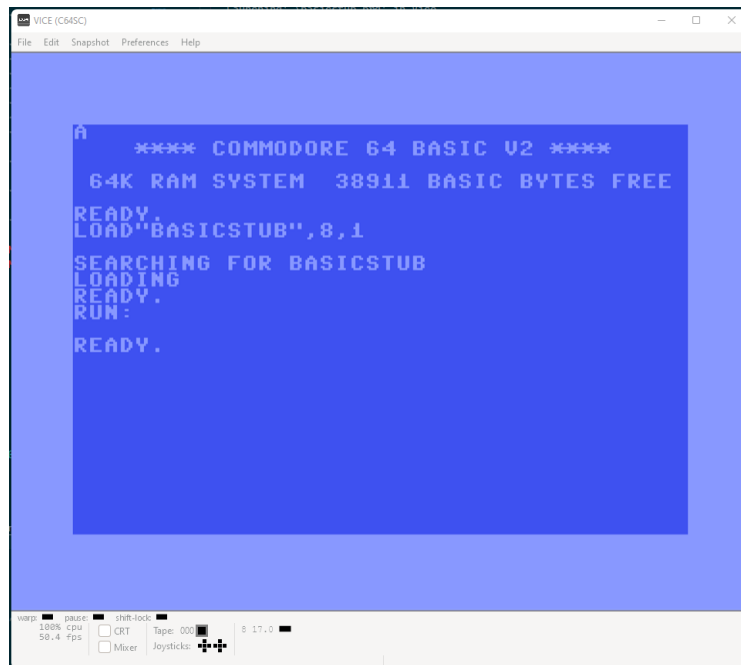 VICE (C64SC)
File Edit Snapshot Preferences Help
A
**** COMMODORE 64 BASIC V2 ****
64K RAM SYSTEM 38911 BASIC BYTES FREE
READY.
LOAD"BASICSTUB",8,1
SEARCHING FOR BASICSTUB
LOADING
READY.
RUN:
READY.
warp: pause: shift-lock:
100% cpu
50.4 fps
CRT
Mixer
Tape: 000
Joysticks:
8 17.0